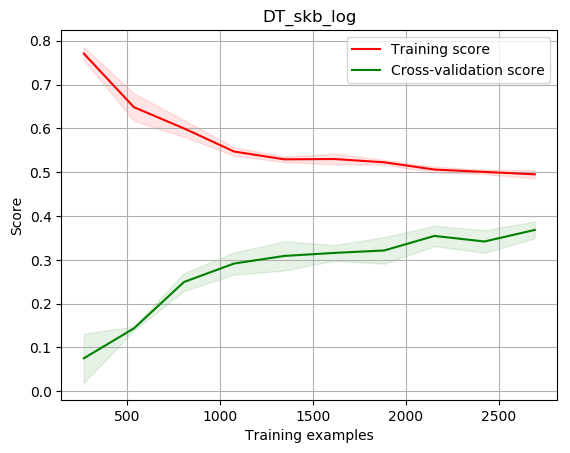 DT_skb_log
Training score
Cross-validation score
0.8
0.7
0.6
0.5
0.4
0.3
0.2
0.1
0.0
Score
500
1000
1500
2000
2500
Training examples